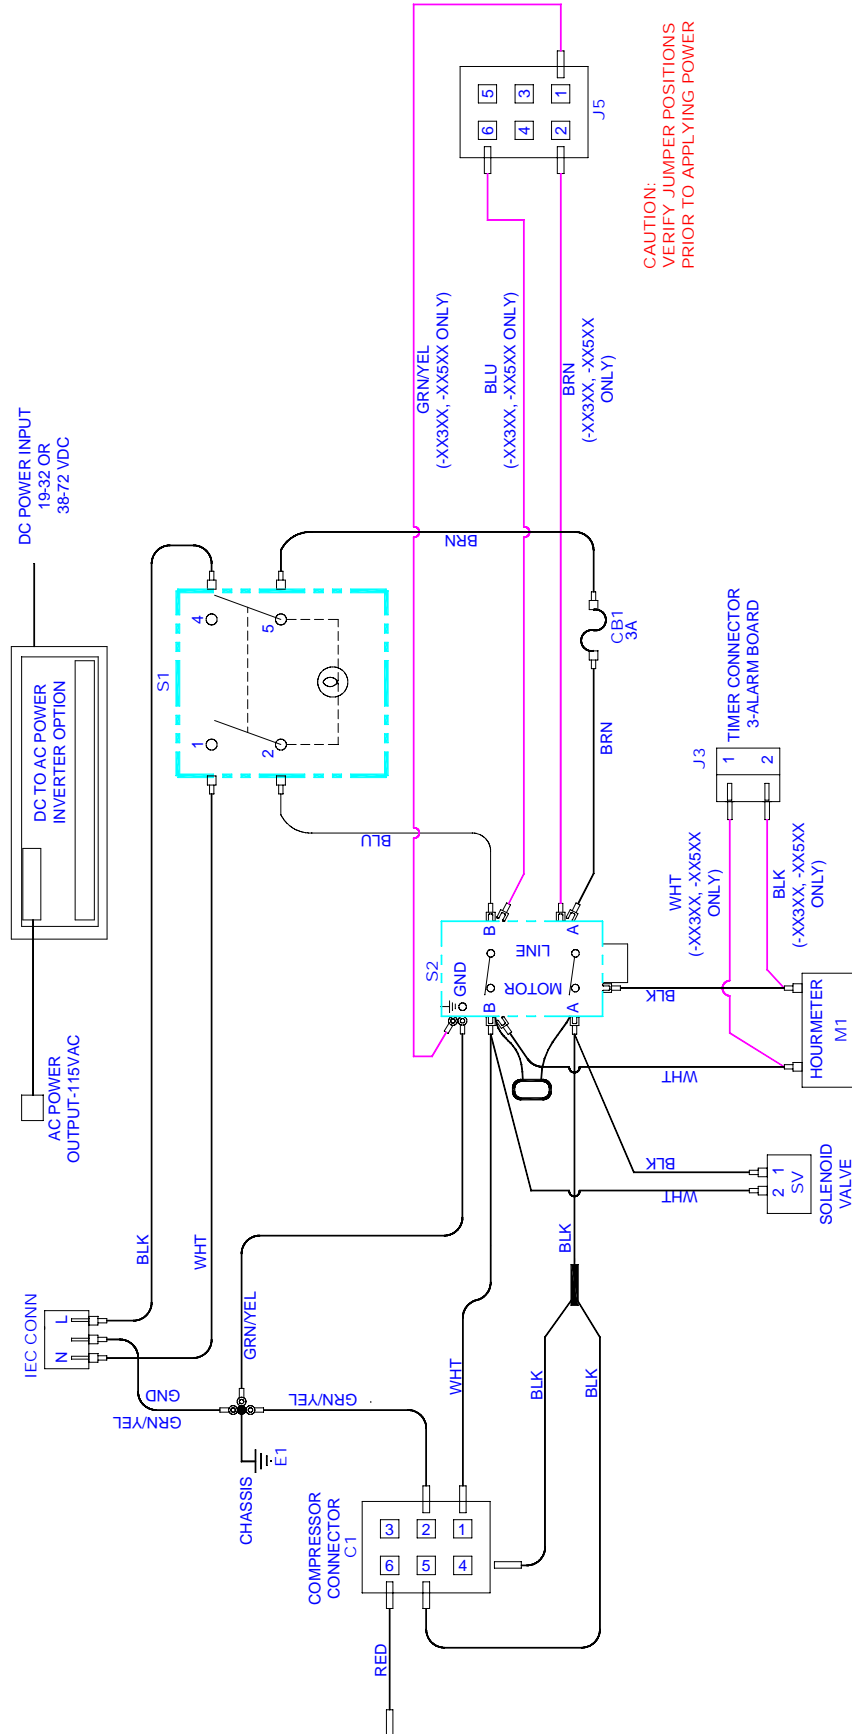 DC POWER INPUT
19-32 OR
38-72 VDC
DC TO AC POWER
INVERTER OPTION
AC POWER
OUTPUT-115VAC
IEC CONN
N
L
BLK
WHT
GND
GRN/YEL
GRN/YEL
GRN/YEL
CHASSIS
E1
S1
1
4
2
5
BLU
BRN
CB1
3A
BRN
5
3
1
6
4
2
J5
CAUTION:
VERIFY JUMPER POSITIONS
PRIOR TO APPLYING POWER
GRN/YEL
(-XX3XX, -XX5XX ONLY)
BLU
(-XX3XX, -XX5XX ONLY)
BRN
(-XX3XX, -XX5XX
ONLY)
S2
GND
B
B
LINE
MOTOR
A
A
TIMER CONNECTOR
3-ALARM BOARD
J3
1
2
WHT
(-XX3XX, -XX5XX
ONLY)
BLK
(-XX3XX, -XX5XX
ONLY)
BLK
WHT
HOURMETER
M1
BLK
WHT
2 1
SV
SOLENOID
VALVE
BLK
WHT
BLK
BLK
COMPRESSOR
CONNECTOR
C1
3
2
1
6
5
4
RED